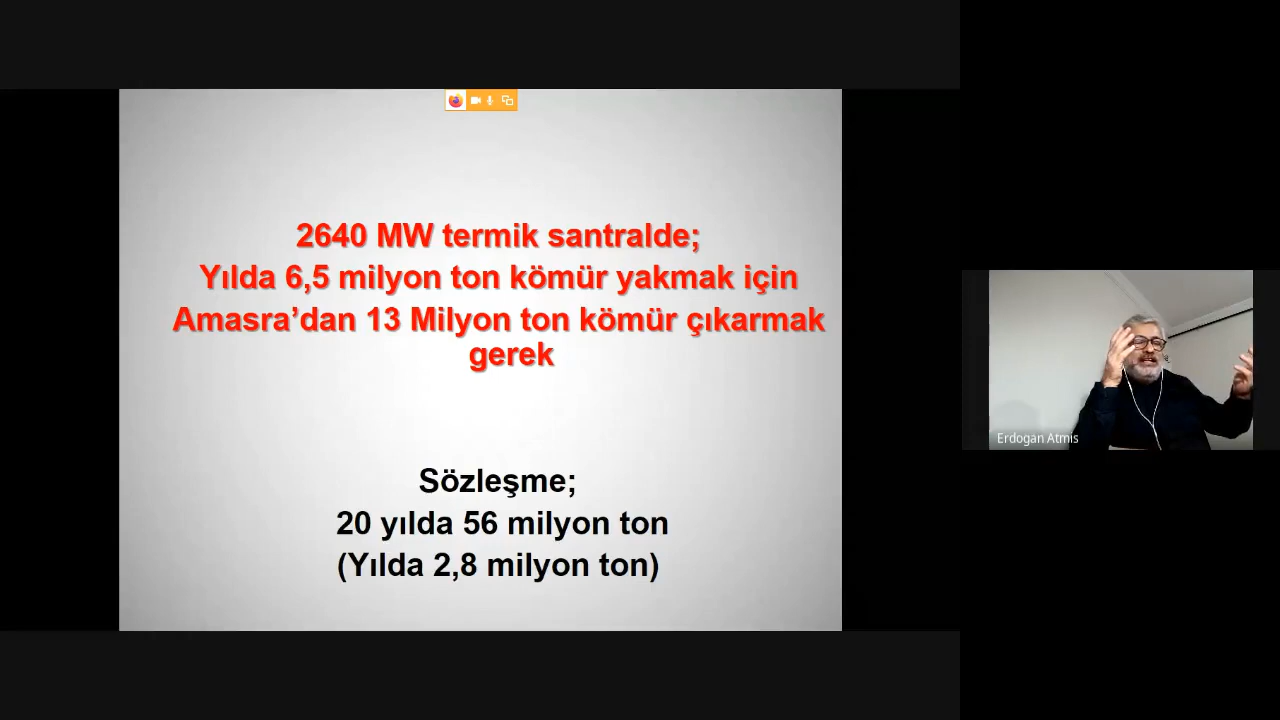 2640 MW termik santralde;
Yılda 6,5 milyon ton kömür yakmak için
Amasra’dan 13 Milyon ton kömür çıkarmak
gerek
Sözleşme;
20 yılda 56 milyon ton
(Yılda 2,8 milyon ton)
Erdogan Atmis